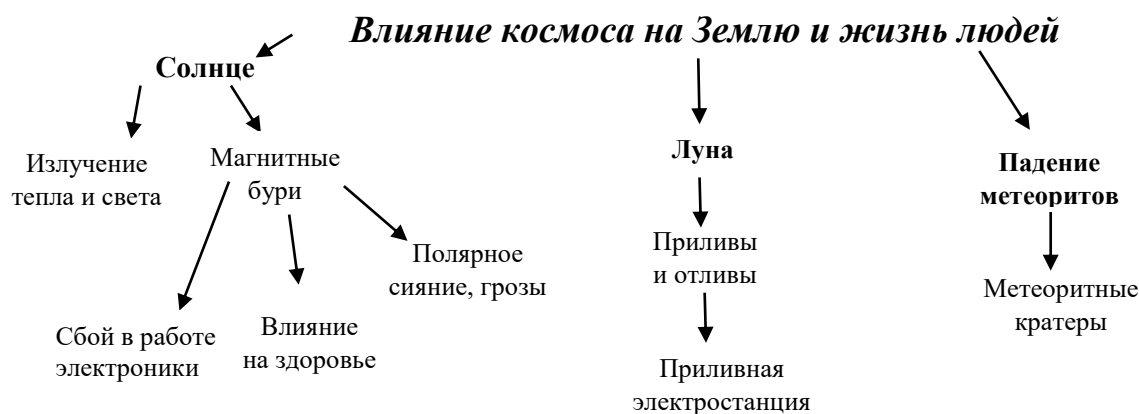 Влияние космоса на Землю и жизнь людей
Солнце
Излучение
тепла и света
Магнитные
бури
Сбой в работе
электроники
Влияние
на здоровье
Полярное
сияние, грозы
Луна
Приливы
и отливы
Приливная
электростанция
Падение
метеоритов
Метеоритные
кратеры